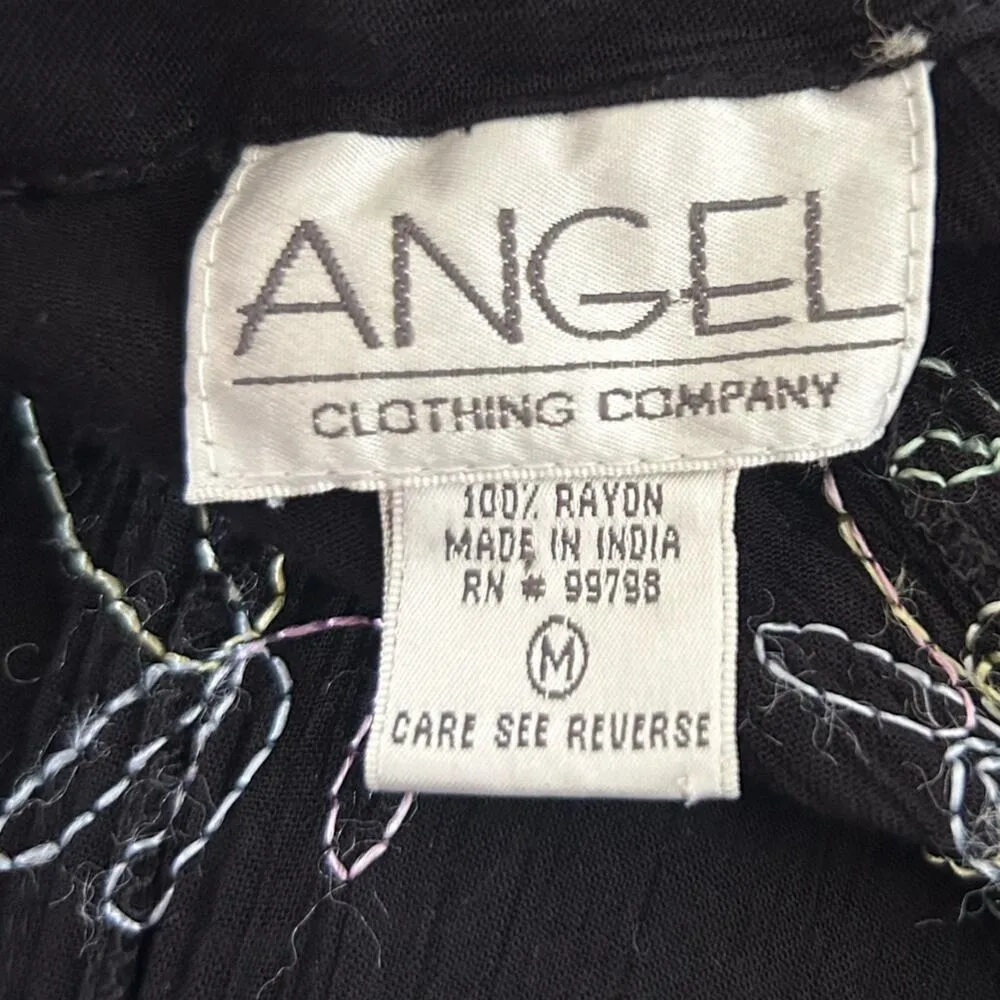 ANGEL
CLOTHING COMPANY
100% RAYON
MADE IN INDIA
RN # 99798
M
CARE SEE REVERSE